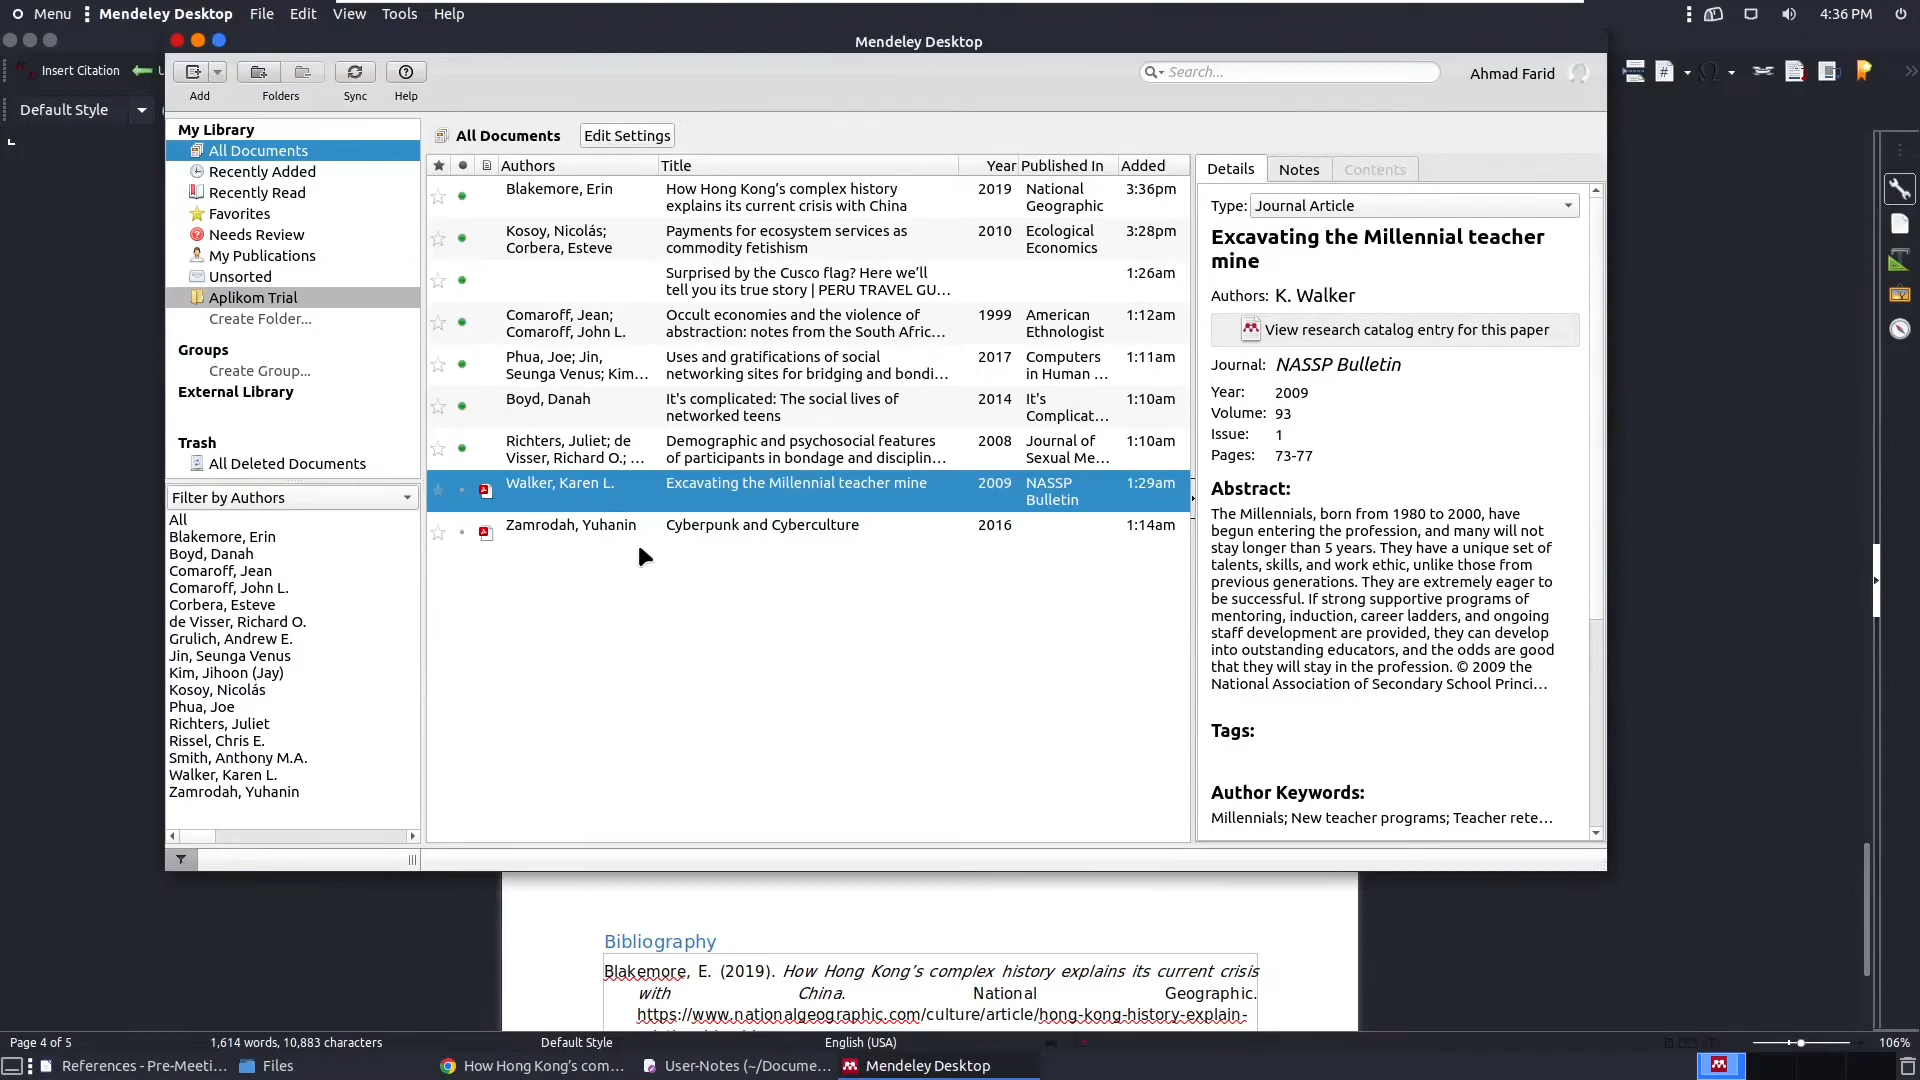 Menu Mendeley Desktop File Edit View Tools Help 4:36 PM
Mendeley Desktop
Insert Citation
Add Folders Sync Help
Search...
Ahmad Farid
Default Style
My Library
All Documents
Recently Added
Recently Read
Favorites
Needs Review
My Publications
Unsorted
Aplikom Trial
Create Folder...
Groups
Create Group...
External Library
Trash
All Deleted Documents
Filter by Authors
All
Blakemore, Erin
Boyd, Danah
Comaroff, Jean
Comaroff, John L.
Corbera, Esteve
de Visser, Richard O.
Grulich, Andrew E.
Jin, Seunga Venus
Kim, Jihoon (Jay)
Kosoy, Nicolás
Phua, Joe
Richters, Juliet
Rissel, Chris E.
Smith, Anthony M.A.
Walker, Karen L.
Zamrodah, Yuhanin
All Documents Edit Settings
Authors Title Year Published In Added
Blakemore, Erin How Hong Kong’s complex history 2019 National 3:36pm
explains its current crisis with China Geographic
Kosoy, Nicolás; Payments for ecosystem services as 2010 Ecological 3:28pm
Corbera, Esteve commodity fetishism Economics
Surprised by the Cusco flag? Here we’ll 1:26am
tell you its true story | PERU TRAVEL GU...
Comaroff, Jean; Occult economies and the violence of 1999 American 1:12am
Comaroff, John L. abstraction: notes from the South Afric... Ethnologist
Phua, Joe; Jin, Uses and gratifications of social 2017 Computers 1:11am
Seunga Venus; Kim... networking sites for bridging and bondi... in Human ...
Boyd, Danah It's complicated: The social lives of 2014 It's 1:10am
networked teens Complicat...
Richters, Juliet; de Demographic and psychosocial features 2008 Journal of 1:10am
Visser, Richard O.; ... of participants in bondage and disciplin... Sexual Me...
Walker, Karen L. Excavating the Millennial teacher mine 2009 NASSP 1:29am
Bulletin
Zamrodah, Yuhanin Cyberpunk and Cyberculture 2016 1:14am
Details Notes Contents
Type: Journal Article
Excavating the Millennial teacher
mine
Authors: K. Walker
View research catalog entry for this paper
Journal: NASSP Bulletin
Year: 2009
Volume: 93
Issue: 1
Pages: 73-77
Abstract:
The Millennials, born from 1980 to 2000, have
begun entering the profession, and many will not
stay longer than 5 years. They have a unique set of
talents, skills, and work ethic, unlike those from
previous generations. They are extremely eager to
be successful. If strong supportive programs of
mentoring, induction, career ladders, and ongoing
staff development are provided, they can develop
into outstanding educators, and the odds are good
that they will stay in the profession. © 2009 the
National Association of Secondary School Princi...
Tags:
Author Keywords:
Millennials; New teacher programs; Teacher rete...
Bibliography
Blakemore, E. (2019). How Hong Kong’s complex history explains its current crisis
with China. National Geographic.
https://www.nationalgeographic.com/culture/article/hong-kong-history-explain-
Page 4 of 5 1,614 words, 10,883 characters Default Style English (USA) 106%
References - Pre-Meeti... Files How Hong Kong’s com... User-Notes (~/Docume... Mendeley Desktop